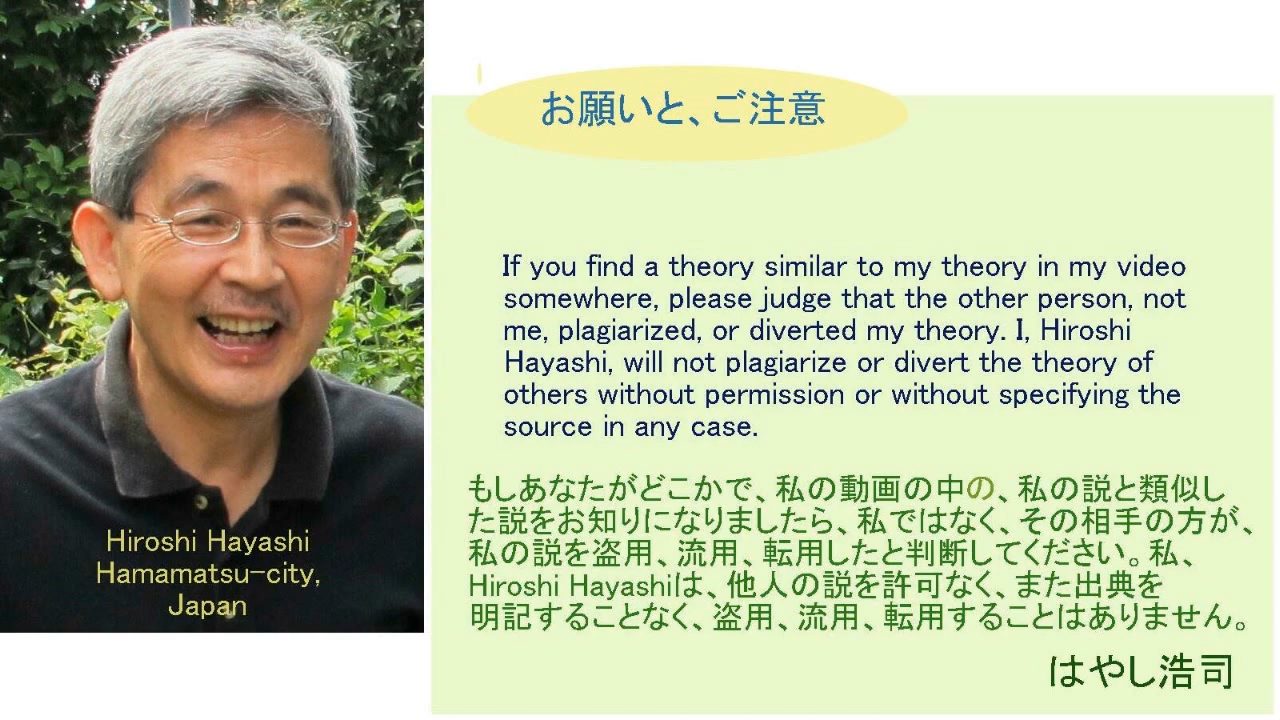 お願いと、ご注意
If you find a theory similar to my theory in my video
somewhere, please judge that the other person, not
me, plagiarized, or diverted my theory. I, Hiroshi
Hayashi, will not plagiarize or divert the theory of
others without permission or without specifying the
source in any case.
もしあなたがどこかで、私の動画の中の、私の説と類似し
た説をお知りになりましたら、私ではなく、その相手の方が、
私の説を盗用、流用、転用したと判断してください。私、
Hiroshi Hayashiは、他人の説を許可なく、また出典を
明記することなく、盗用、流用、転用することはありません。
はやし浩司
Hiroshi Hayashi
Hamamatsu-city,
Japan